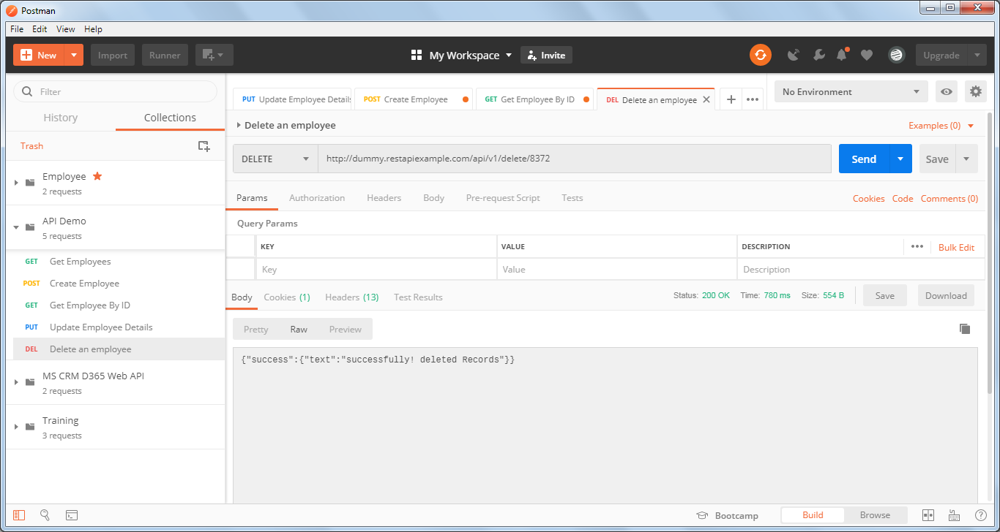 Postman
File Edit View Help
New Import Runner My Workspace Invite Upgrade
Filter
History Collections
Trash
Employee
2 requests
API Demo
5 requests
GET Get Employees
POST Create Employee
GET Get Employee By ID
PUT Update Employee Details
DEL Delete an employee
MS CRM D365 Web API
2 requests
Training
3 requests
PUT Update Employee Details POST Create Employee GET Get Employee By ID DEL Delete an employee
No Environment
Delete an employee Examples (0)
DELETE http://dummy.restapiexample.com/api/v1/delete/8372 Send Save
Params Authorization Headers Body Pre-request Script Tests Cookies Code Comments (0)
Query Params
KEY VALUE DESCRIPTION Bulk Edit
Key Value Description
Body Cookies (1) Headers (13) Test Results Status: 200 OK Time: 780 ms Size: 554 B Save Download
Pretty Raw Preview
{"success":{"text":"successfully! deleted Records"}}
Bootcamp Build Browse